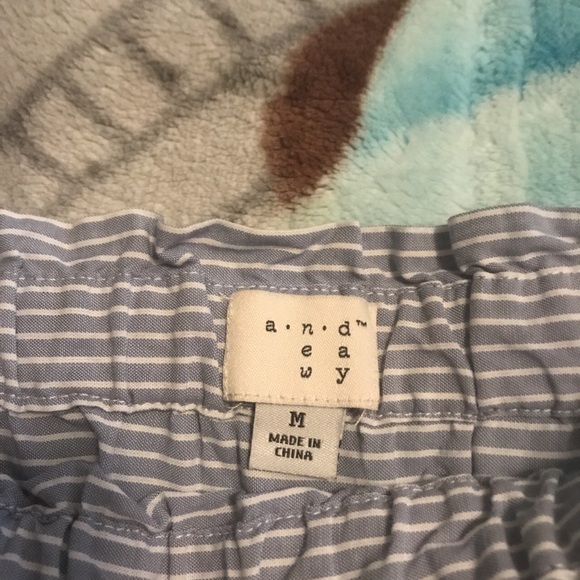 a · n · d™
e a
w y
M
MADE IN
CHINA